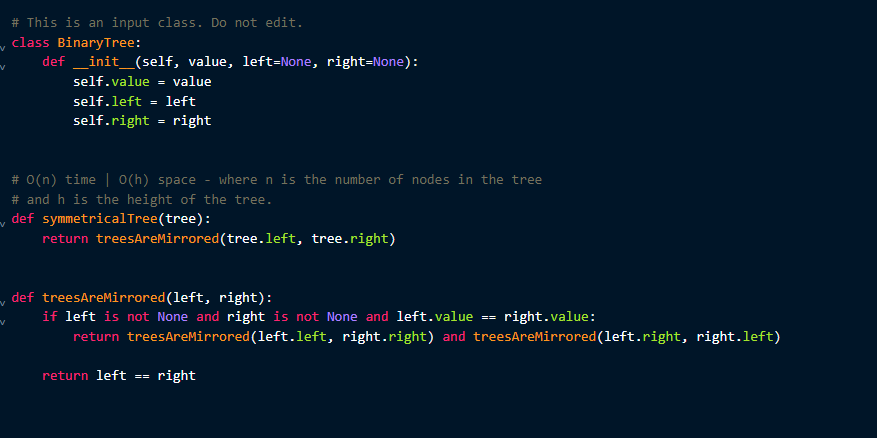 # This is an input class. Do not edit.
class BinaryTree:
    def __init__(self, value, left=None, right=None):
        self.value = value
        self.left = left
        self.right = right
# O(n) time | O(h) space - where n is the number of nodes in the tree
# and h is the height of the tree.
def symmetricalTree(tree):
    return treesAreMirrored(tree.left, tree.right)
def treesAreMirrored(left, right):
    if left is not None and right is not None and left.value == right.value:
        return treesAreMirrored(left.left, right.right) and treesAreMirrored(left.right, right.left)
    return left == right